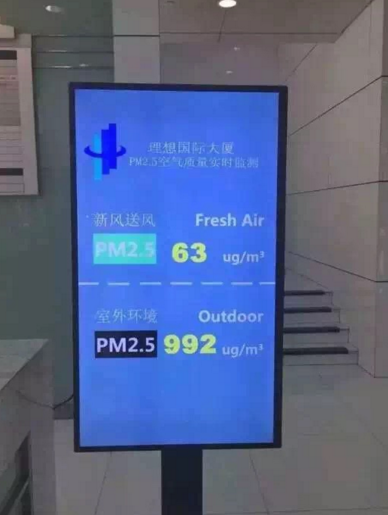 理想国际大厦
PM2.5空气质量实时监测
新风送风 Fresh Air
PM2.5 63 ug/m³
室外环境 Outdoor
PM2.5 992 ug/m³